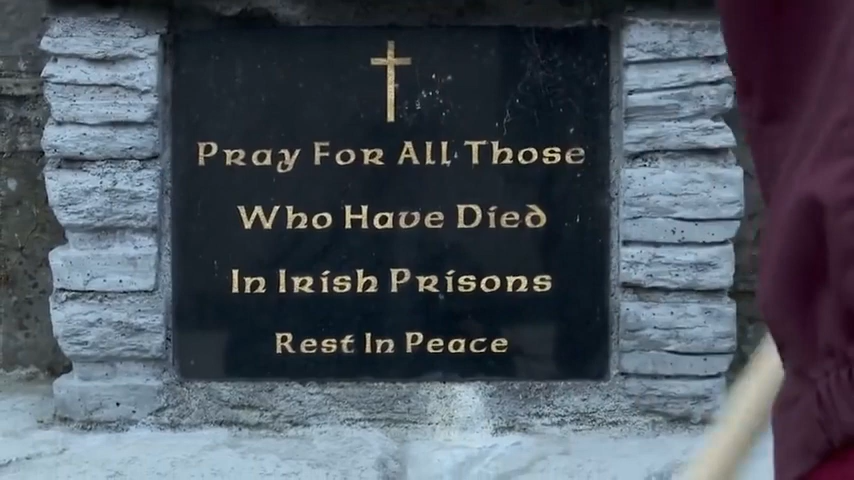 Pray For All Those
Who Have Died
In Irish Prisons
Rest In Peace